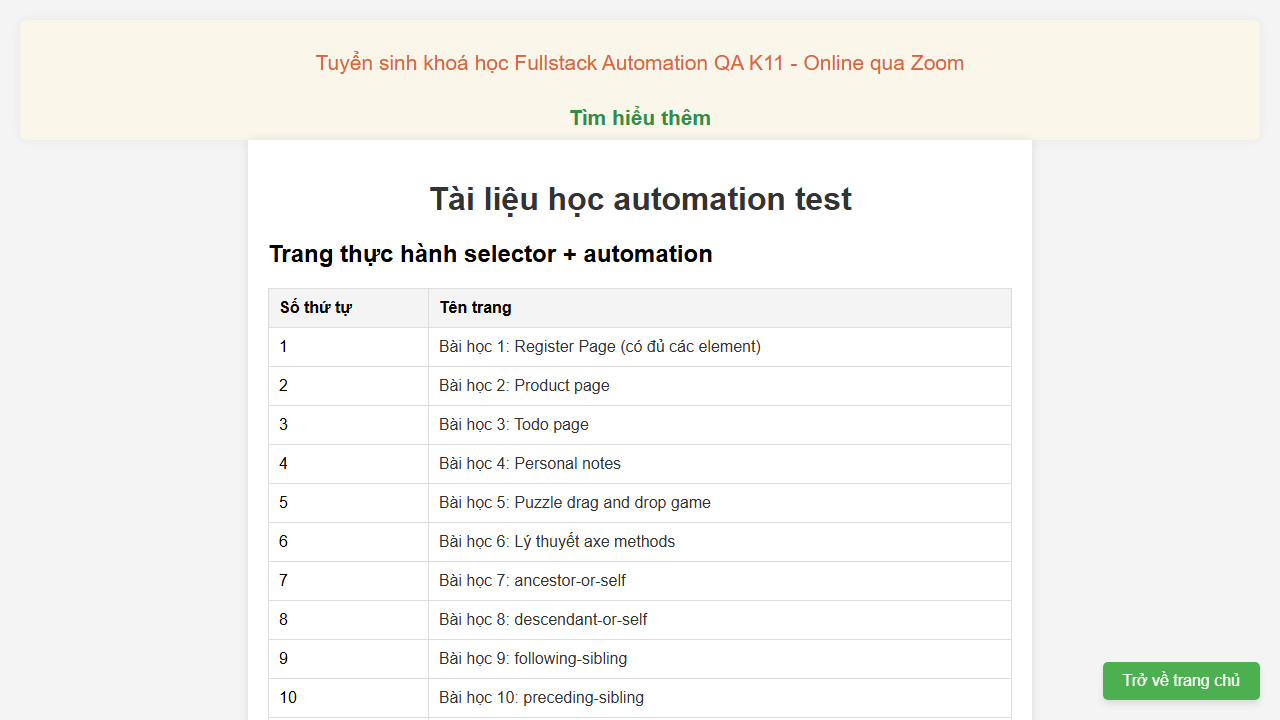 Tuyển sinh khoá học Fullstack Automation QA K11 - Online qua Zoom
Tìm hiểu thêm
Tài liệu học automation test
Trang thực hành selector + automation
Số thứ tự Tên trang
1 Bài học 1: Register Page (có đủ các element)
2 Bài học 2: Product page
3 Bài học 3: Todo page
4 Bài học 4: Personal notes
5 Bài học 5: Puzzle drag and drop game
6 Bài học 6: Lý thuyết axe methods
7 Bài học 7: ancestor-or-self
8 Bài học 8: descendant-or-self
9 Bài học 9: following-sibling
10 Bài học 10: preceding-sibling
Trở về trang chủ